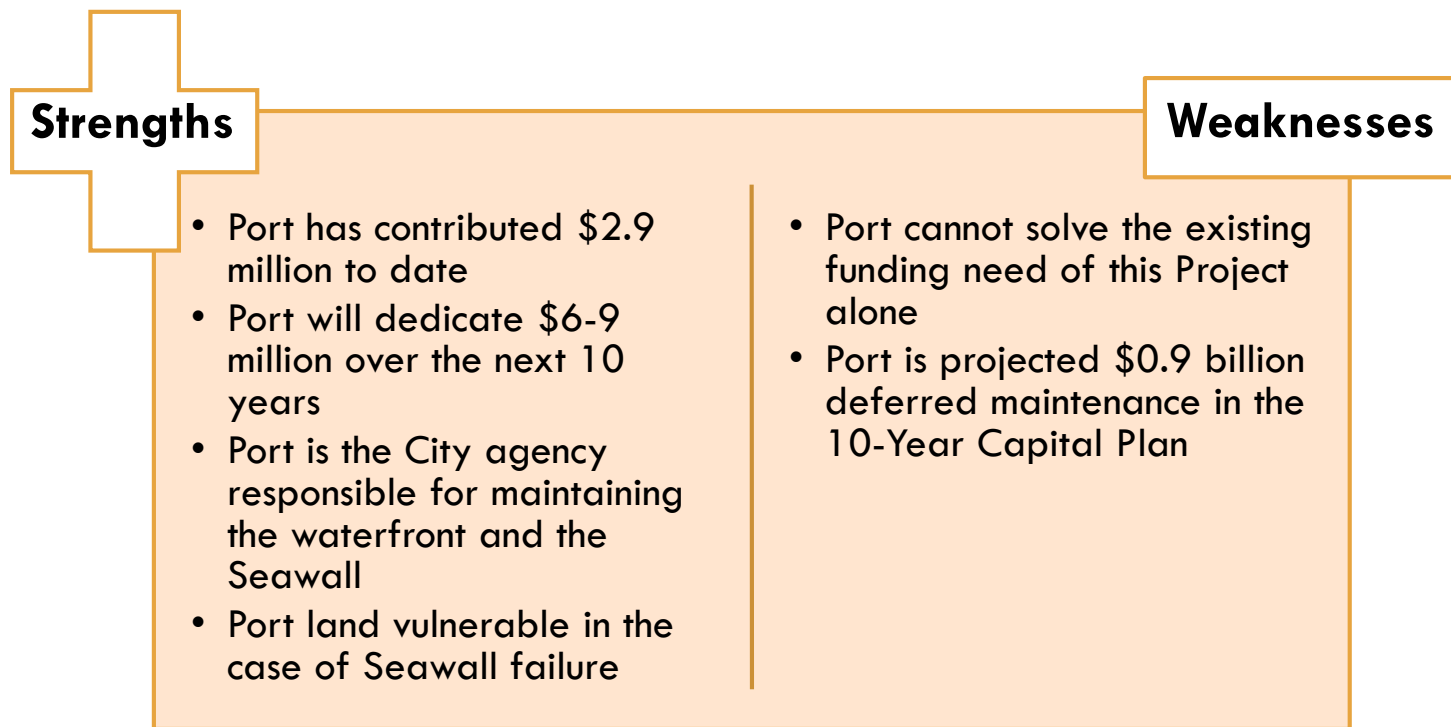 Strengths
• Port has contributed $2.9
million to date
• Port will dedicate $6-9
million over the next 10
years
• Port is the City agency
responsible for maintaining
the waterfront and the
Seawall
• Port land vulnerable in the
case of Seawall failure
Weaknesses
• Port cannot solve the existing
funding need of this Project
alone
• Port is projected $0.9 billion
deferred maintenance in the
10-Year Capital Plan